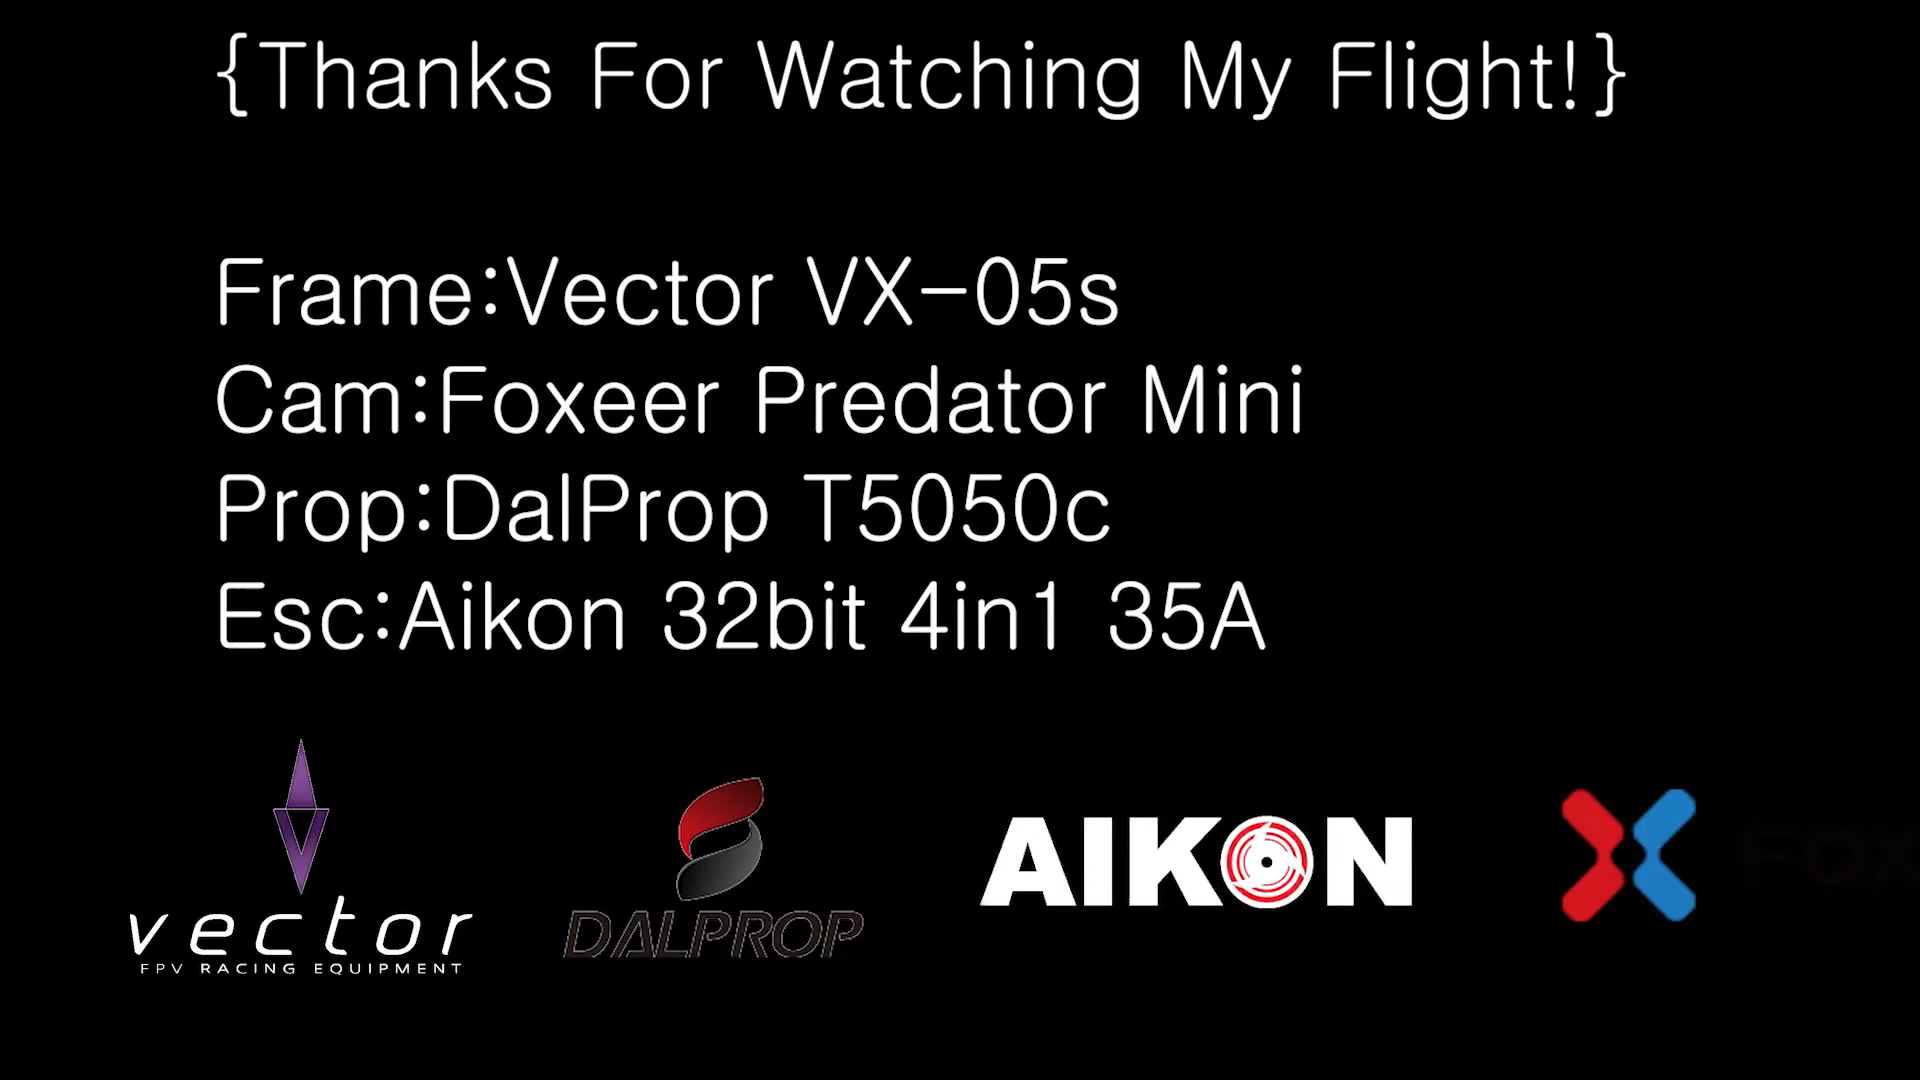 {Thanks For Watching My Flight!}
Frame:Vector VX-05s
Cam:Foxeer Predator Mini
Prop:DalProp T5050c
Esc:Aikon 32bit 4in1 35A
vector
FPV RACING EQUIPMENT
DALPROP
AIKON